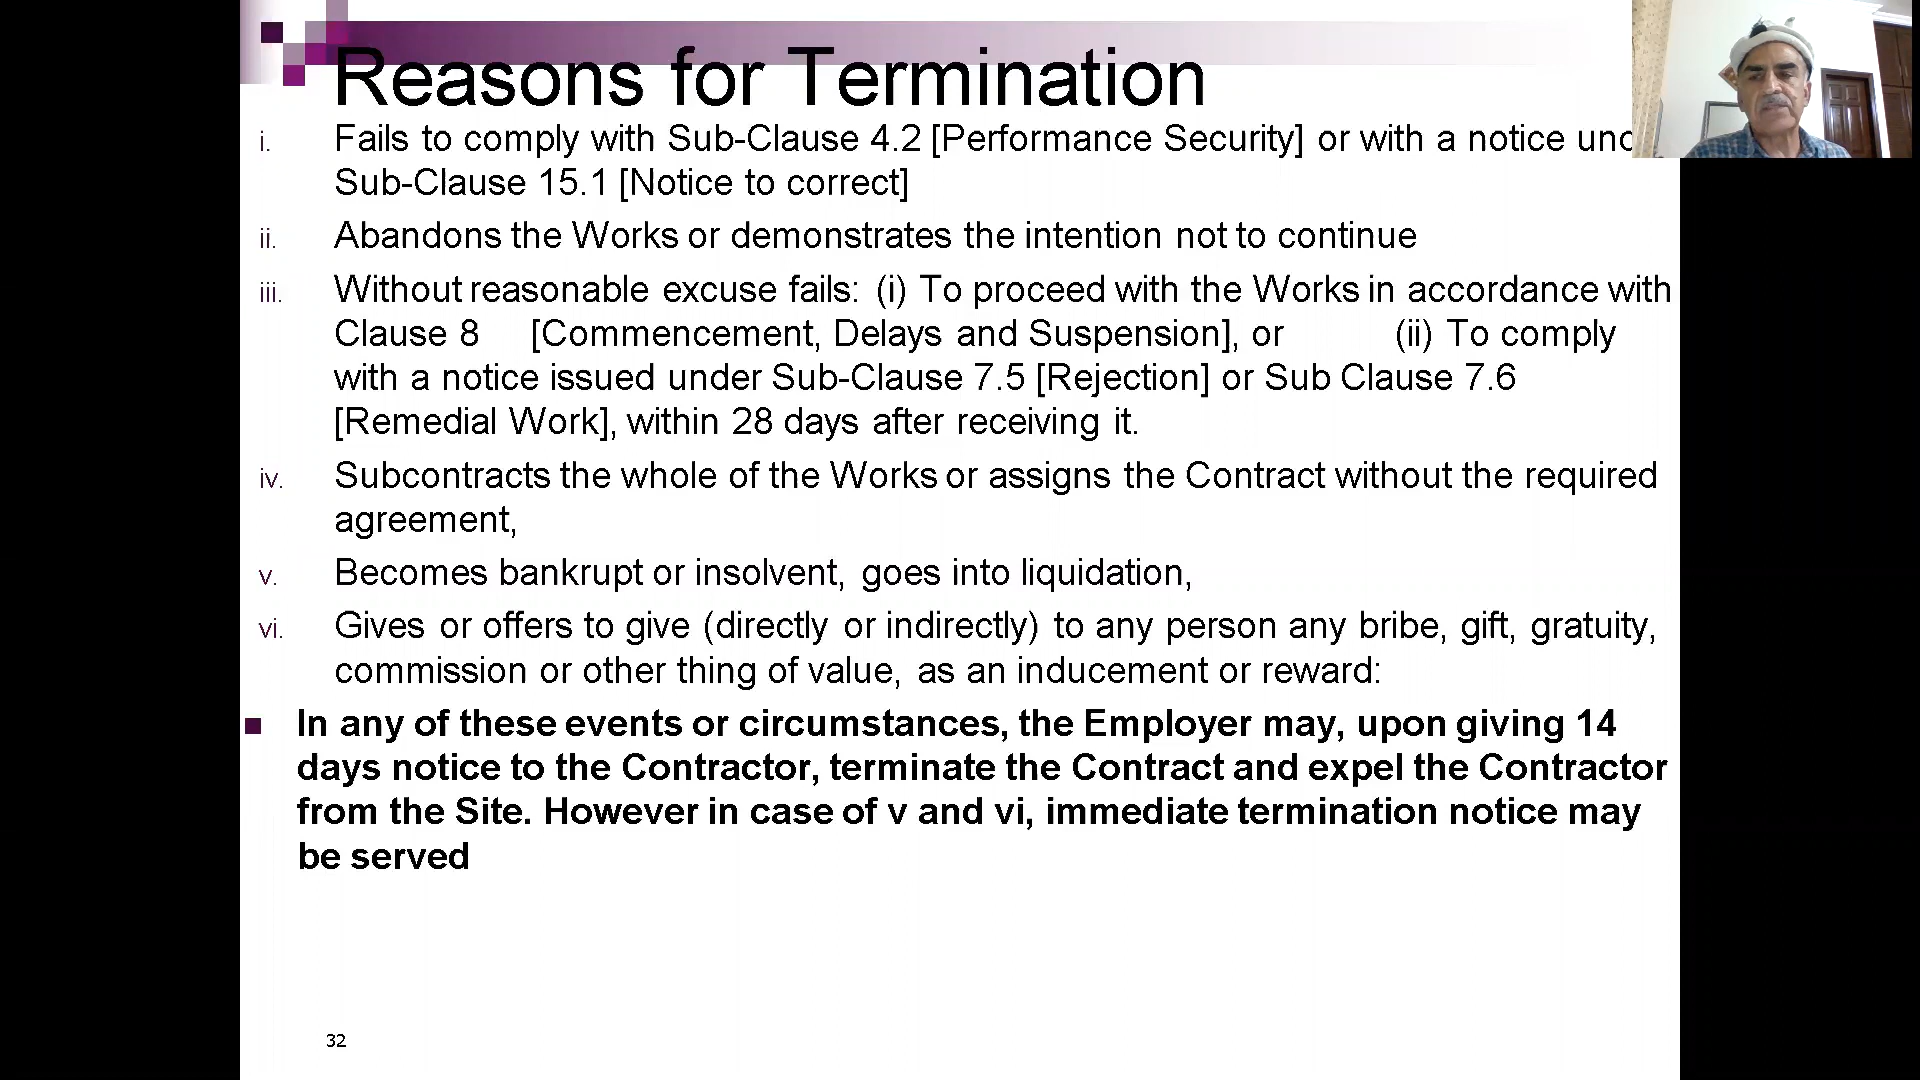 Reasons for Termination
i. Fails to comply with Sub-Clause 4.2 [Performance Security] or with a notice
Sub-Clause 15.1 [Notice to correct]
ii. Abandons the Works or demonstrates the intention not to continue
iii. Without reasonable excuse fails: (i) To proceed with the Works in accordance with
Clause 8 [Commencement, Delays and Suspension], or (ii) To comply
with a notice issued under Sub-Clause 7.5 [Rejection] or Sub Clause 7.6
[Remedial Work], within 28 days after receiving it.
iv. Subcontracts the whole of the Works or assigns the Contract without the required
agreement,
v. Becomes bankrupt or insolvent, goes into liquidation,
vi. Gives or offers to give (directly or indirectly) to any person any bribe, gift, gratuity,
commission or other thing of value, as an inducement or reward:
In any of these events or circumstances, the Employer may, upon giving 14
days notice to the Contractor, terminate the Contract and expel the Contractor
from the Site. However in case of v and vi, immediate termination notice may
be served
32